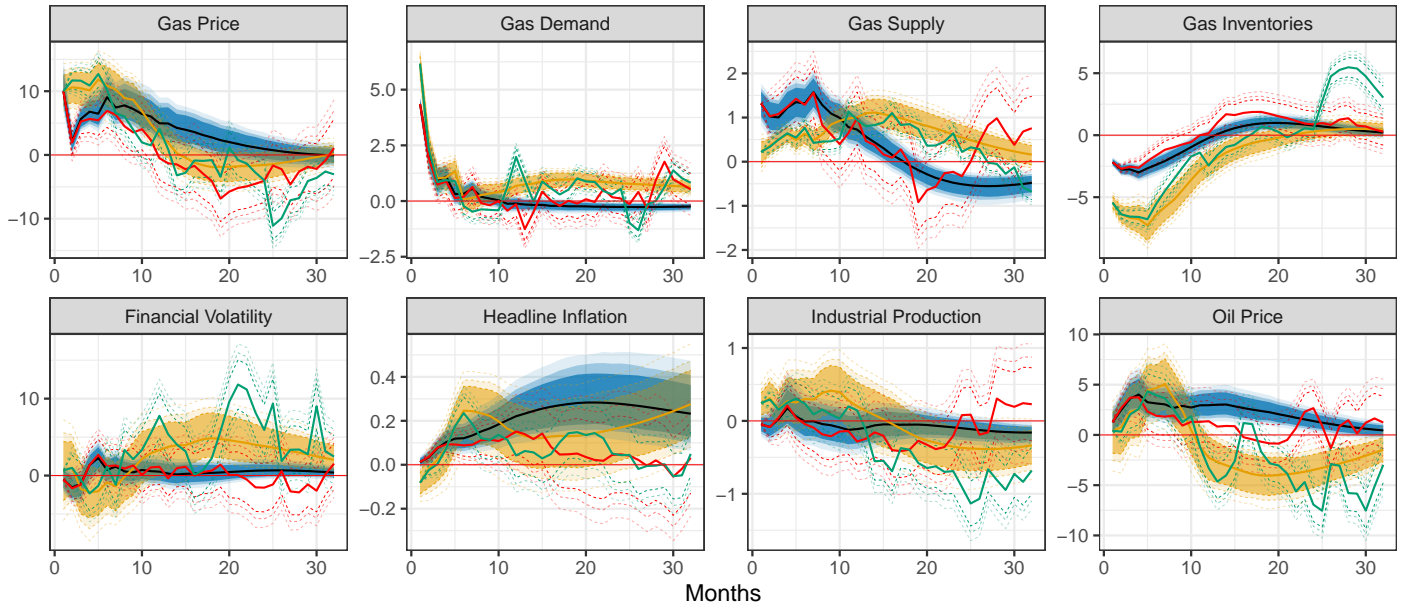 Gas Price
Gas Demand
Gas Supply
Gas Inventories
10
0
−10
5.0
2.5
0.0
−2.5
2
1
0
−1
−2
5
0
−5
0 10 20 30
0 10 20 30
0 10 20 30
0 10 20 30
Financial Volatility
Headline Inflation
Industrial Production
Oil Price
10
0
0.4
0.2
0.0
−0.2
1
0
−1
10
5
0
−5
−10
0 10 20 30
0 10 20 30
0 10 20 30
0 10 20 30
Months